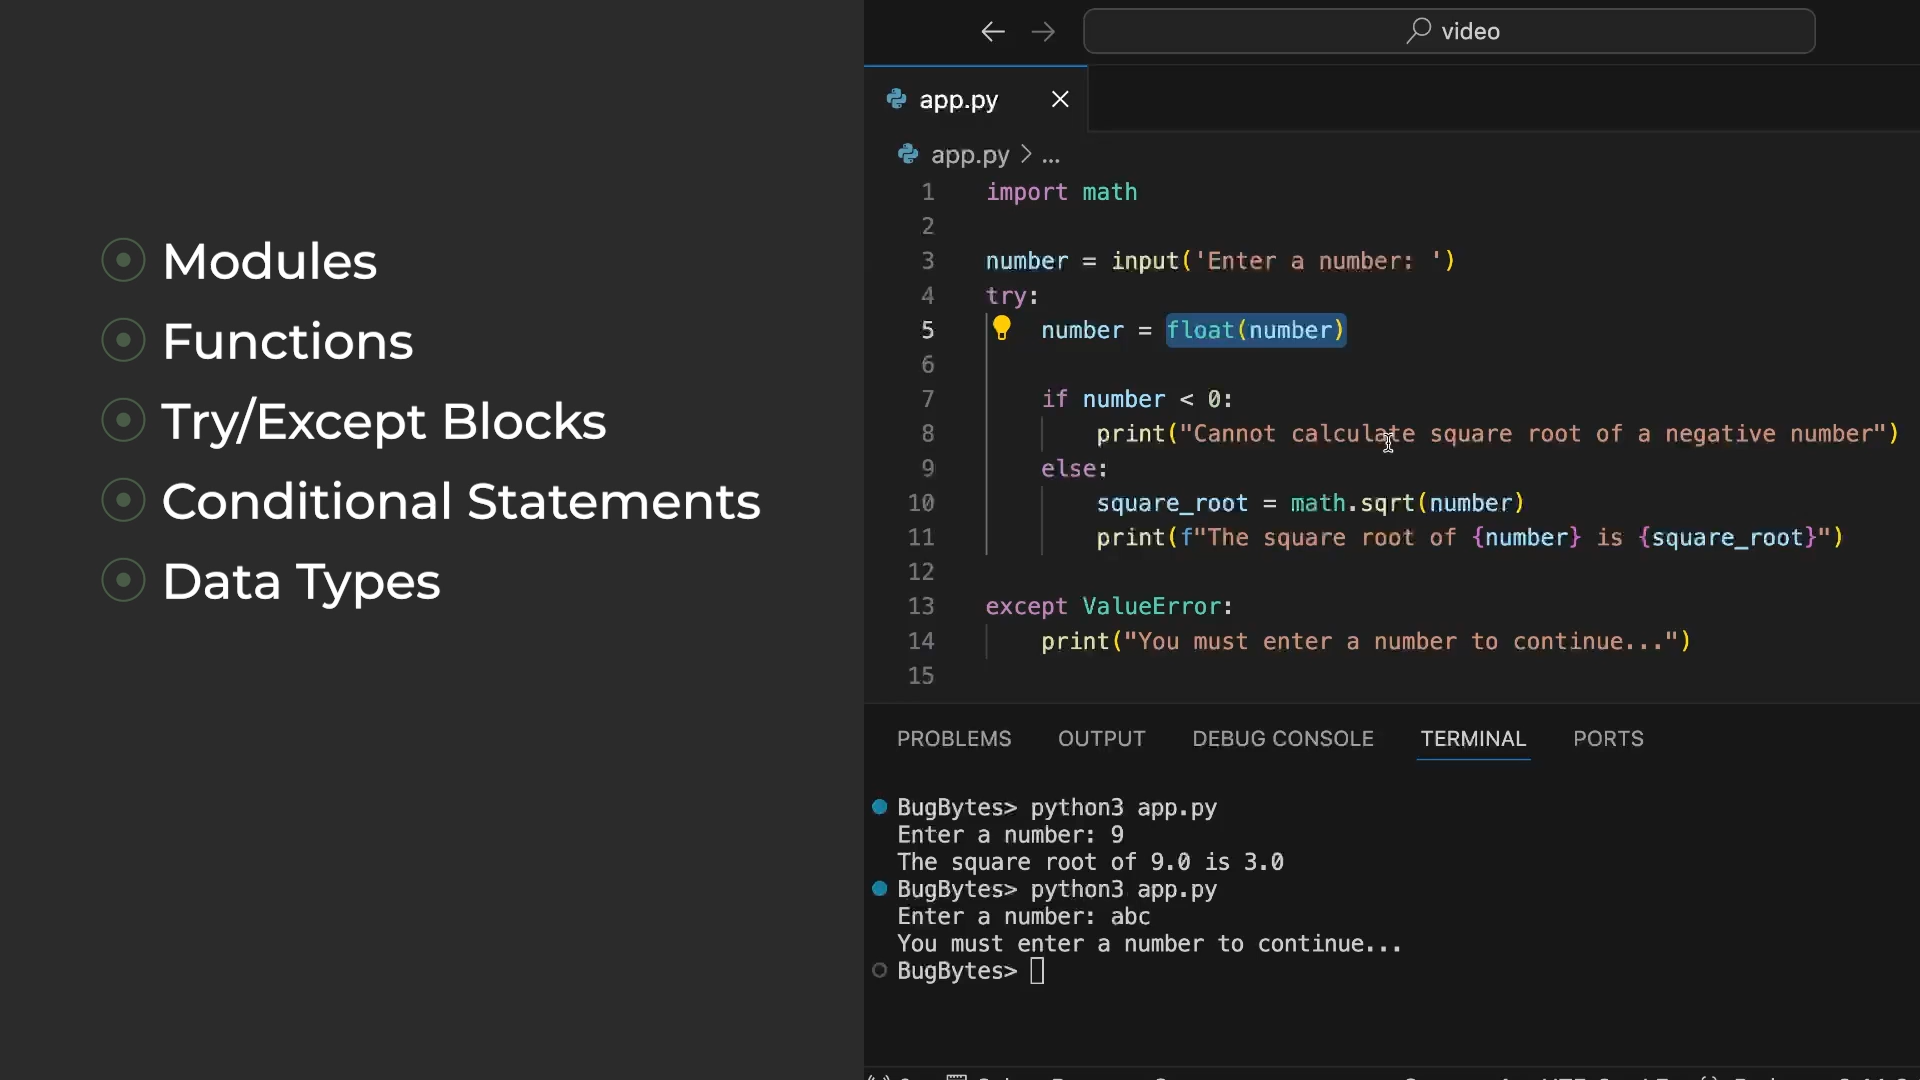 Modules
Functions
Try/Except Blocks
Conditional Statements
Data Types
video
app.py
app.py > ...
1 import math
2
3 number = input('Enter a number: ')
4 try:
5     number = float(number)
6
7     if number < 0:
8         print("Cannot calculate square root of a negative number")
9     else:
10         square_root = math.sqrt(number)
11         print(f"The square root of {number} is {square_root}")
12
13 except ValueError:
14     print("You must enter a number to continue...")
15
PROBLEMS OUTPUT DEBUG CONSOLE TERMINAL PORTS
BugBytes> python3 app.py
Enter a number: 9
The square root of 9.0 is 3.0
BugBytes> python3 app.py
Enter a number: abc
You must enter a number to continue...
BugBytes>